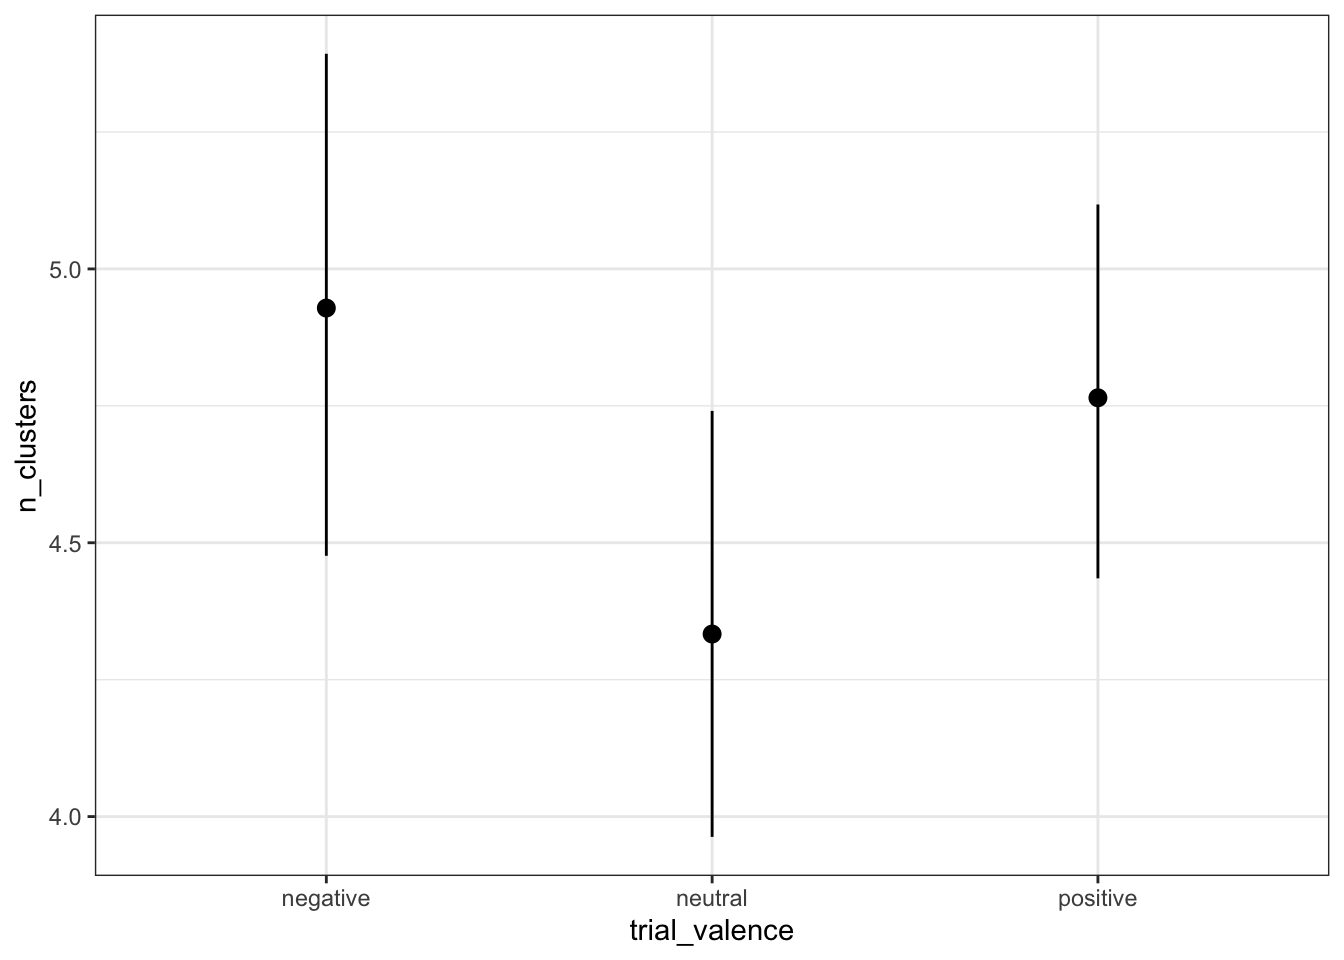 n_clusters
5.0
4.5
4.0
negative neutral positive
trial_valence